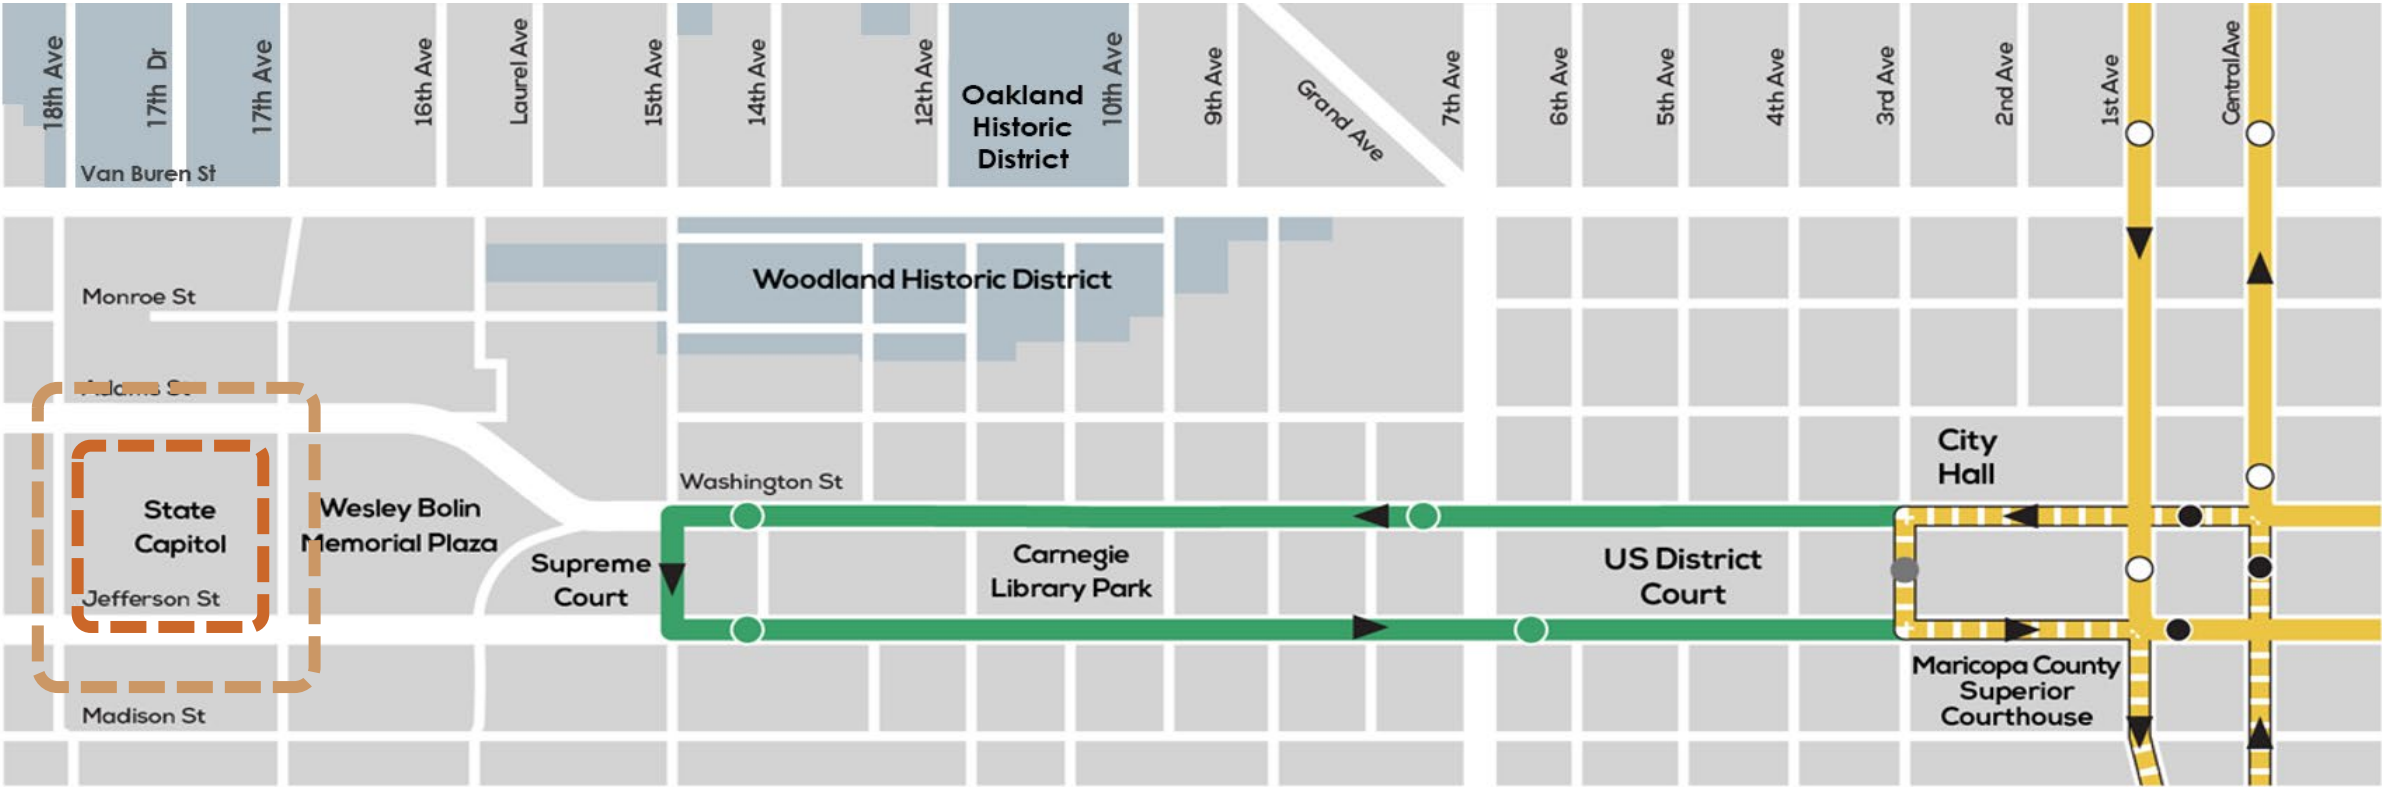 18th Ave
17th Dr
17th Ave
16th Ave
Laurel Ave
15th Ave
14th Ave
12th Ave
Oakland
Historic
District
10th Ave
9th Ave
Grand Ave
7th Ave
6th Ave
5th Ave
4th Ave
3rd Ave
2nd Ave
1st Ave
Central Ave
Van Buren St
Woodland Historic District
Monroe St
Adams St
City
Hall
Washington St
State
Capitol
Wesley Bolin
Memorial Plaza
Supreme
Court
Carnegie
Library Park
US District
Court
Jefferson St
Maricopa County
Superior
Courthouse
Madison St